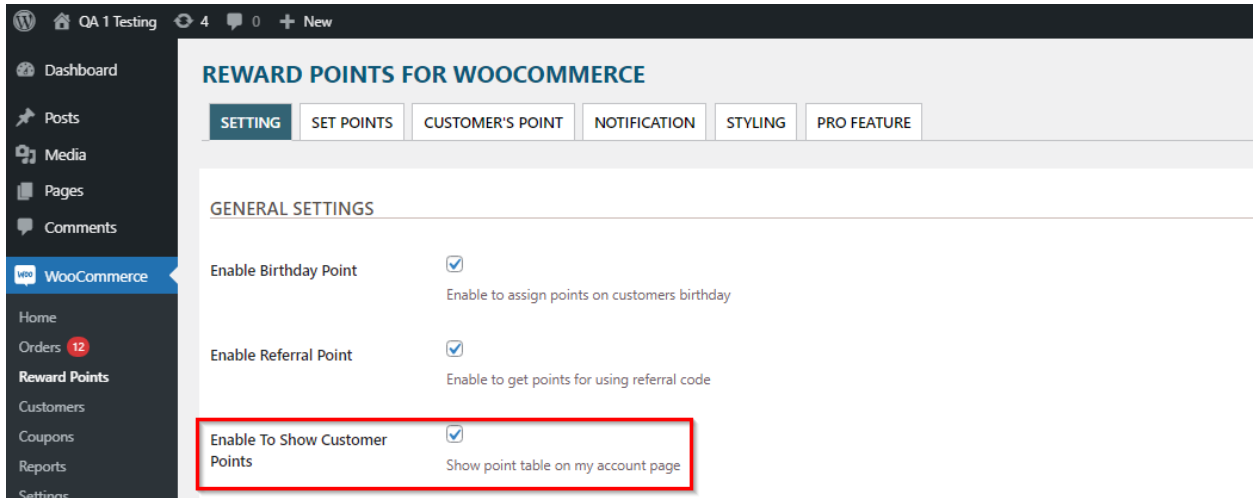 QA 1 Testing 4 0 + New
Dashboard
Posts
Media
Pages
Comments
WOO WooCommerce
Home
Orders 12
Reward Points
Customers
Coupons
Reports
Settings
REWARD POINTS FOR WOOCOMMERCE
SETTING SET POINTS CUSTOMER'S POINT NOTIFICATION STYLING PRO FEATURE
GENERAL SETTINGS
Enable Birthday Point
Enable to assign points on customers birthday
Enable Referral Point
Enable to get points for using referral code
Enable To Show Customer
Points
Show point table on my account page